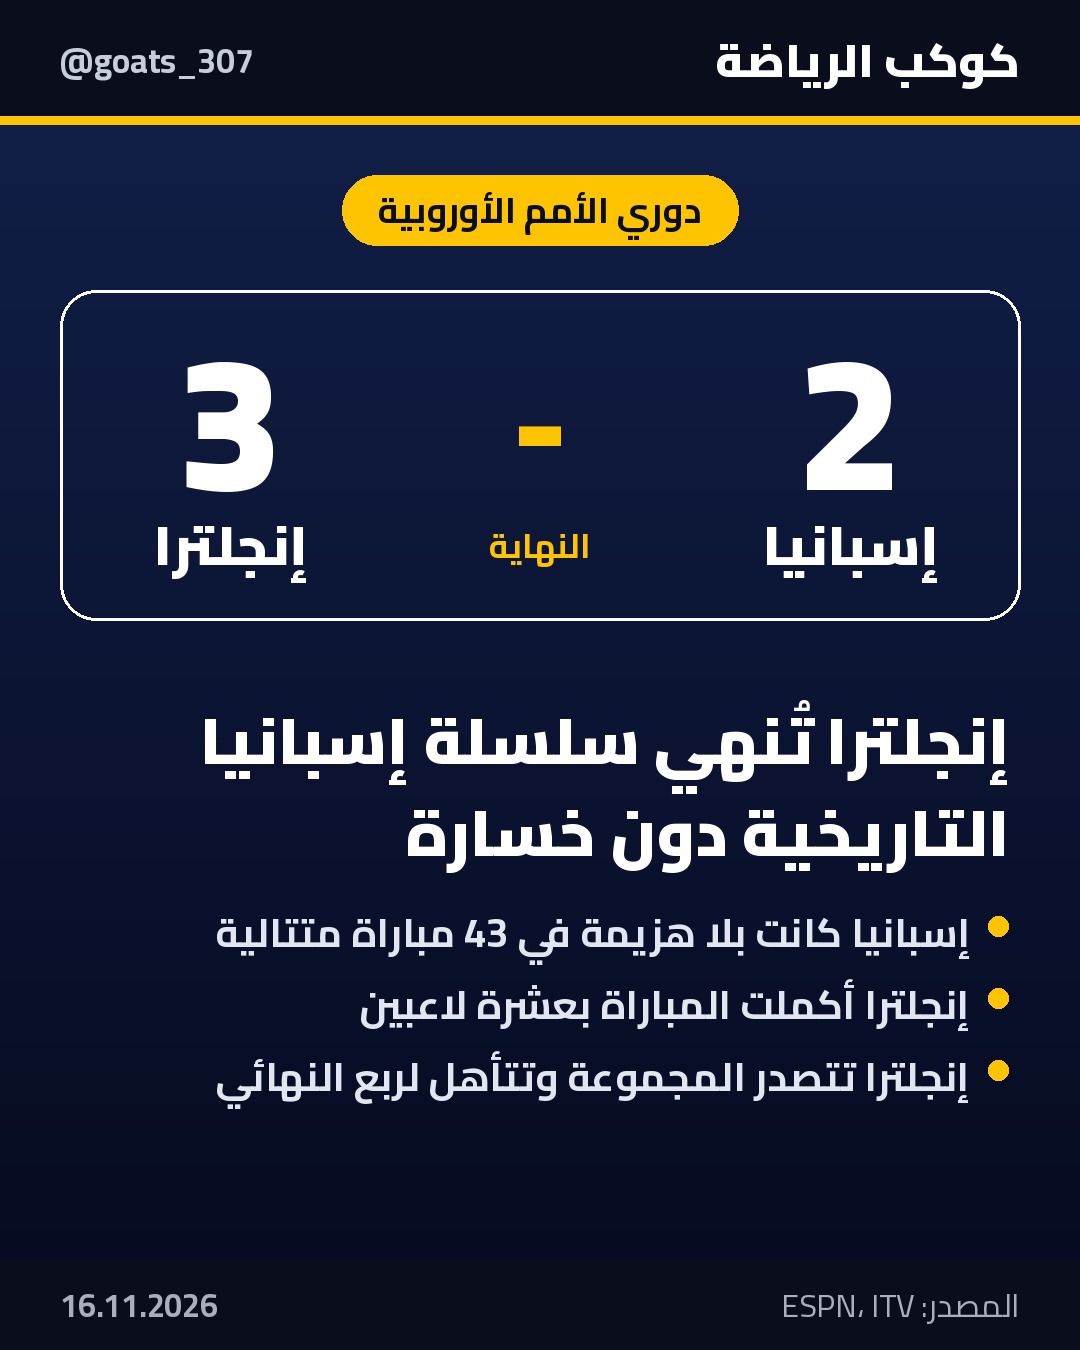 كوكب الرياضة
@goats_307
دوري الأمم الأوروبية
2 - 3
إسبانيا النهاية إنجلترا
إنجلترا تُنهي سلسلة إسبانيا
التاريخية دون خسارة
إسبانيا كانت بلا هزيمة في 43 مباراة متتالية
إنجلترا أكملت المباراة بعشرة لاعبين
إنجلترا تتصدر المجموعة وتتأهل لربع النهائي
المصدر: ESPN، ITV
16.11.2026